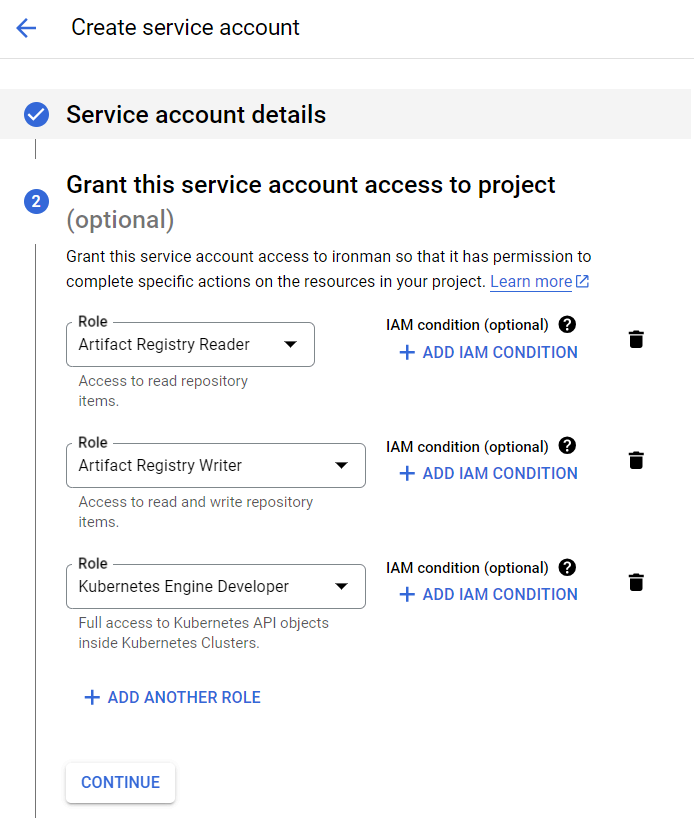 Create service account
Service account details
2
Grant this service account access to project
(optional)
Grant this service account access to ironman so that it has permission to
complete specific actions on the resources in your project. Learn more
Role
Artifact Registry Reader
Access to read repository
items.
IAM condition (optional) ?
+ ADD IAM CONDITION
Role
Artifact Registry Writer
Access to read and write repository
items.
IAM condition (optional) ?
+ ADD IAM CONDITION
Role
Kubernetes Engine Developer
Full access to Kubernetes API objects
inside Kubernetes Clusters.
IAM condition (optional) ?
+ ADD IAM CONDITION
+ ADD ANOTHER ROLE
CONTINUE